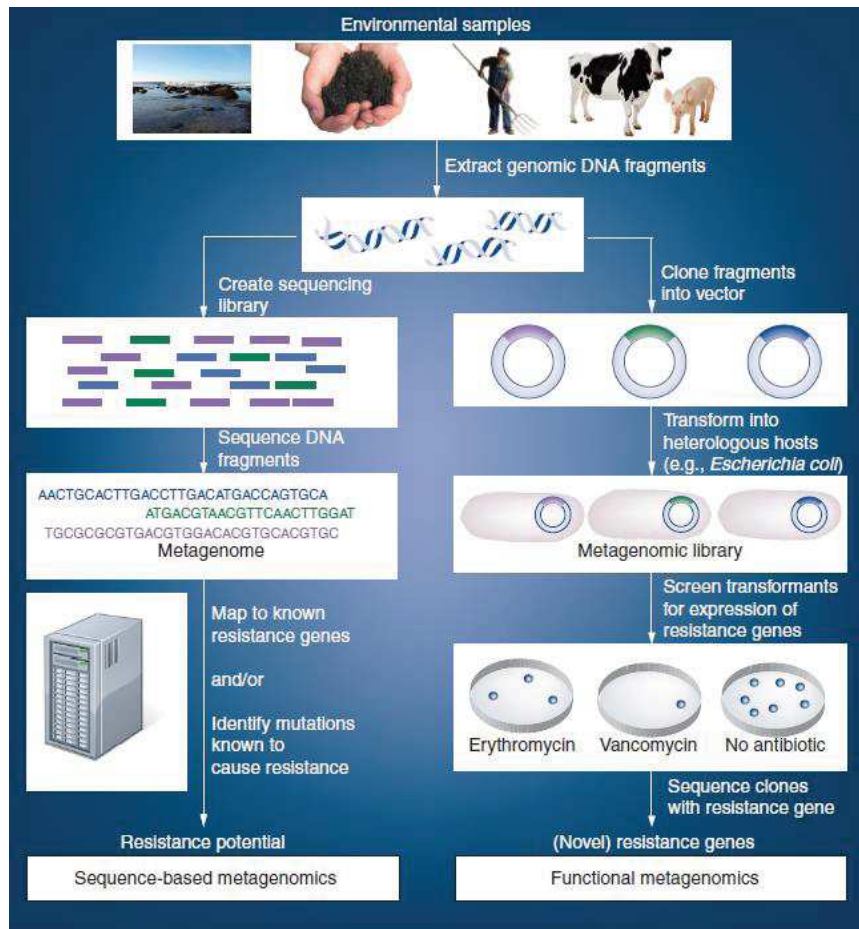 Environmental samples
Extract genomic DNA fragments
Create sequencing
library
Sequence DNA
fragments
AACTGCACTTGACCTTGACATGACCAGTGCA
ATGACGTAACGTTCAACTTGGAT
TGCGCGCGTGACGTGGACACGTGCACGTGC
Metagenome
Map to known
resistance genes
and/or
Identify mutations
known to
cause resistance
Resistance potential
Sequence-based metagenomics
Clone fragments
into vector
Transform into
heterologous hosts
(e.g., Escherichia coli)
Metagenomic library
Screen transformants
for expression of
resistance genes
Erythromycin Vancomycin No antibiotic
Sequence clones
with resistance gene
(Novel) resistance genes
Functional metagenomics